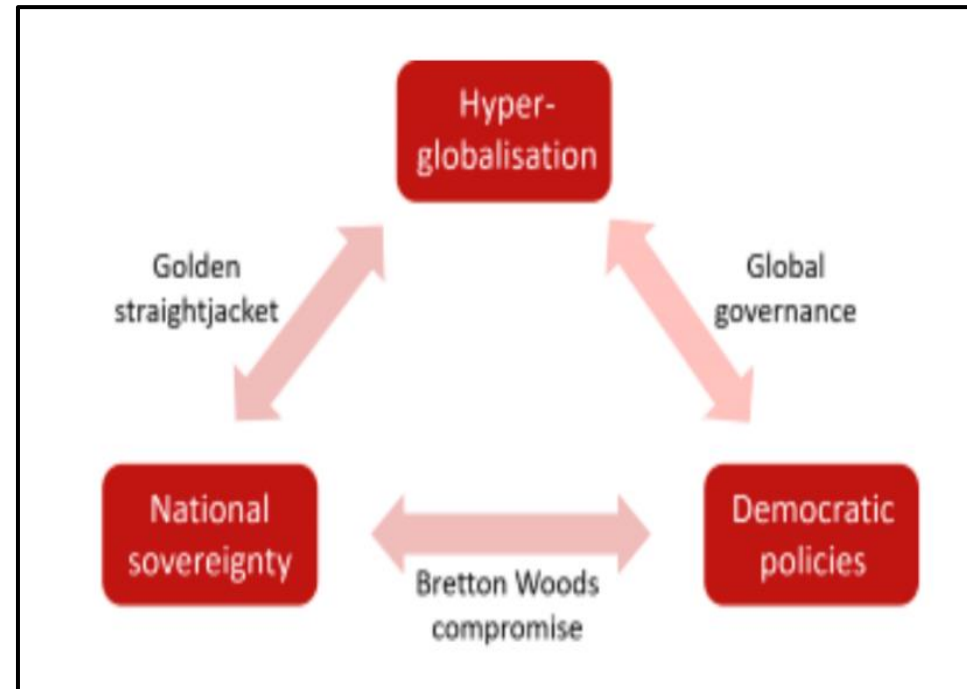 Hyper-
globalisation
Golden
straightjacket
Global
governance
National
sovereignty
Bretton Woods
compromise
Democratic
policies